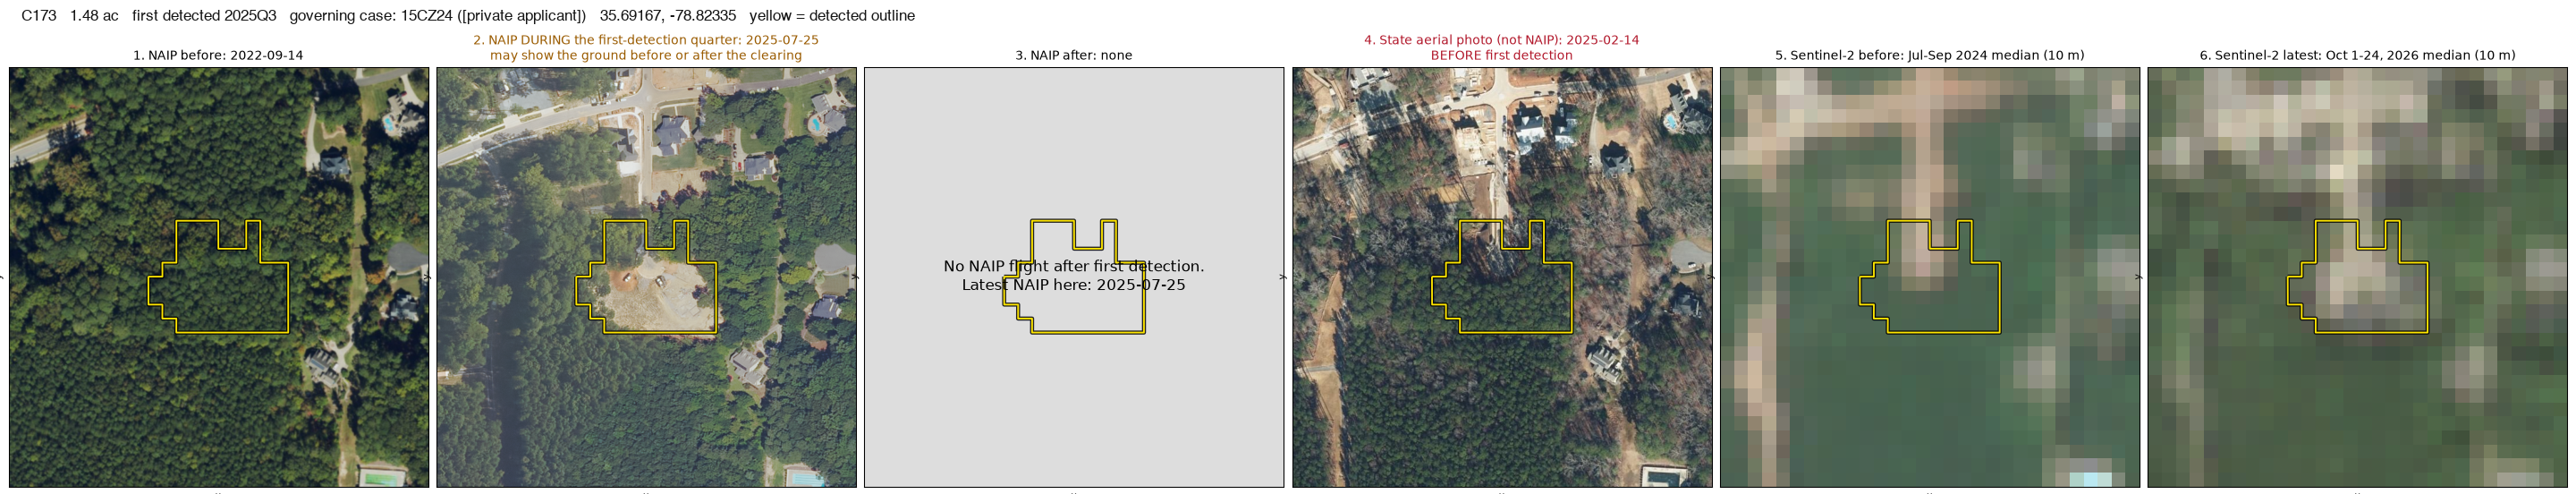 C173   1.48 ac   first detected 2025Q3   governing case: 15CZ24 ([private applicant])   35.69167, -78.82335   yellow = detected outline
1. NAIP before: 2022-09-14
2. NAIP DURING the first-detection quarter: 2025-07-25
may show the ground before or after the clearing
3. NAIP after: none
4. State aerial photo (not NAIP): 2025-02-14
BEFORE first detection
5. Sentinel-2 before: Jul-Sep 2024 median (10 m)
6. Sentinel-2 latest: Oct 1-24, 2026 median (10 m)
No NAIP flight after first detection.
Latest NAIP here: 2025-07-25